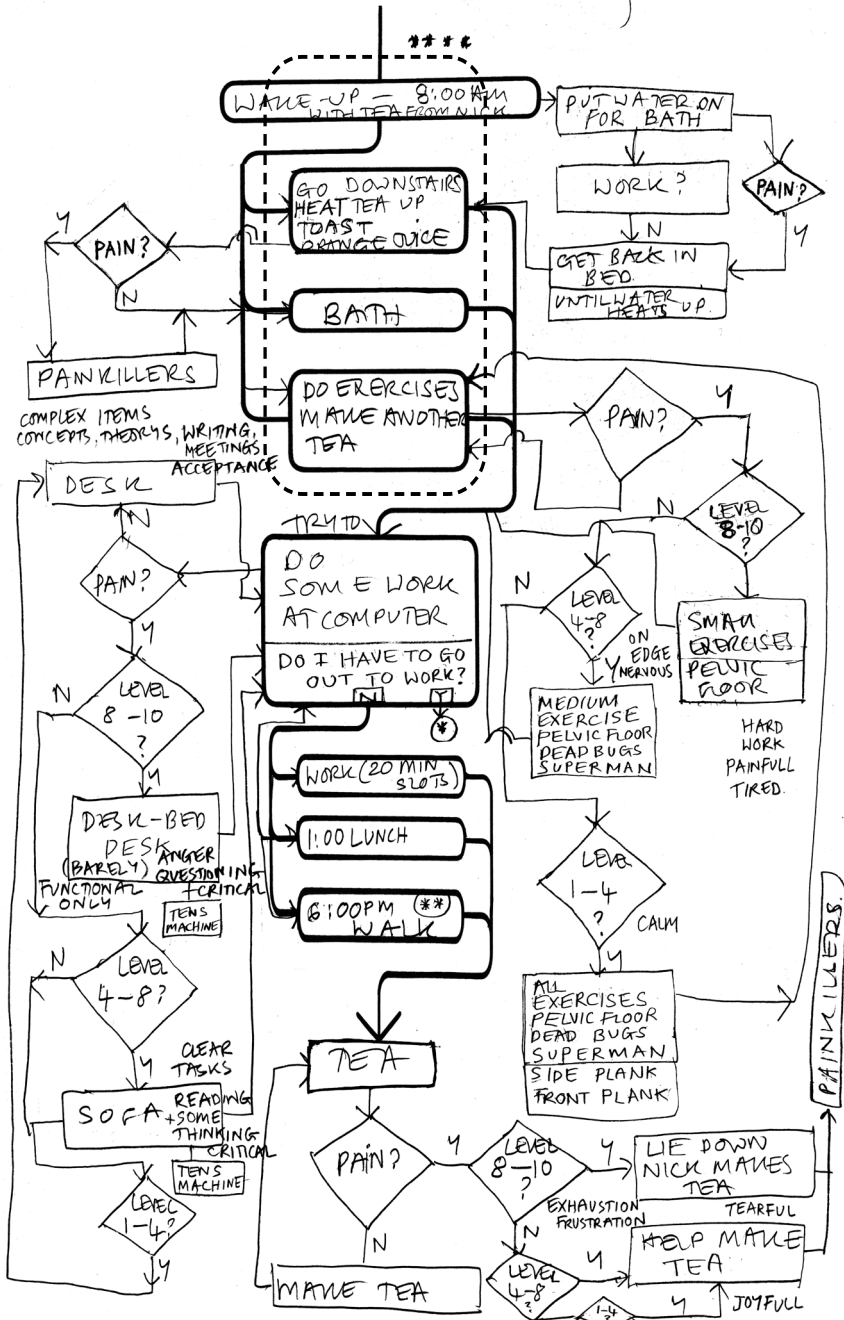 ****
WAKE-UP – 8:00AM
WITH TEA FROM NICK
PUT WATER ON
FOR BATH
WORK?
PAIN?
N
Y
GET BACK IN
BED.
UNTIL WATER
HEATS UP.
GO DOWNSTAIRS
HEAT TEA UP
TOAST
ORANGE JUICE
Y
PAIN?
N
BATH
PAINKILLERS
DO EXERCISES
MAKE ANOTHER
TEA
PAIN?
Y
COMPLEX ITEMS
CONCEPTS, THEORYS, WRITING,
MEETINGS
ACCEPTANCE
DESK
N
PAIN?
Y
TRY TO
DO
SOME WORK
AT COMPUTER
DO I HAVE TO GO
OUT TO WORK?
N
Y
*
N
LEVEL
8-10
?
N
LEVEL
4-8
?
Y
ON
EDGE
NERVOUS
SMALL
EXERCISES
PELVIC
FLOOR
HARD
WORK
PAINFULL
TIRED.
MEDIUM
EXERCISE
PELVIC FLOOR
DEAD BUGS
SUPERMAN
N
LEVEL
8-10
?
Y
WORK (20 MIN
SLOTS)
1:00 LUNCH
6:00PM **
WALK
DESK-BED
DESK
(BARELY)
FUNCTIONAL
ONLY
ANGER
QUESTIONING
+CRITICAL
TENS
MACHINE
LEVEL
1-4
?
CALM
Y
N
LEVEL
4-8?
Y
CLEAR
TASKS
ALL
EXERCISES
PELVIC FLOOR
DEAD BUGS
SUPERMAN
SIDE PLANK
FRONT PLANK
PAINKILLERS.
SOFA
READING
+SOME
THINKING
CRITICAL
TENS
MACHINE
LEVEL
1-4?
Y
TEA
PAIN?
Y
LEVEL
8-10
?
Y
LIE DOWN
NICK MAKES
TEA
TEARFUL
EXHAUSTION
FRUSTRATION
N
N
MAKE TEA
LEVEL
4-8
?
Y
HELP MAKE
TEA
JOYFULL
1-4
?
Y